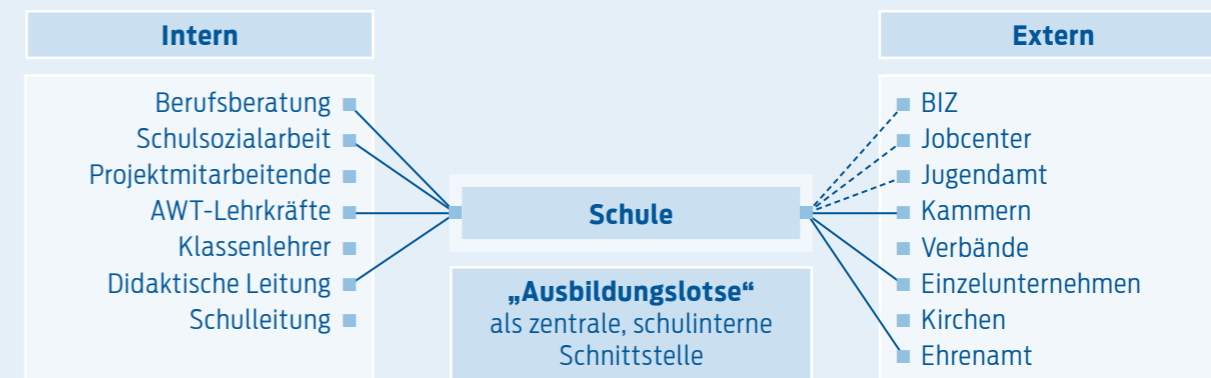 Intern
Berufsberatung
Schulsozialarbeit
Projektmitarbeitende
AWT-Lehrkräfte
Klassenlehrer
Didaktische Leitung
Schulleitung
Schule
„Ausbildungslotse“
als zentrale, schulinterne
Schnittstelle
Extern
BIZ
Jobcenter
Jugendamt
Kammern
Verbände
Einzelunternehmen
Kirchen
Ehrenamt